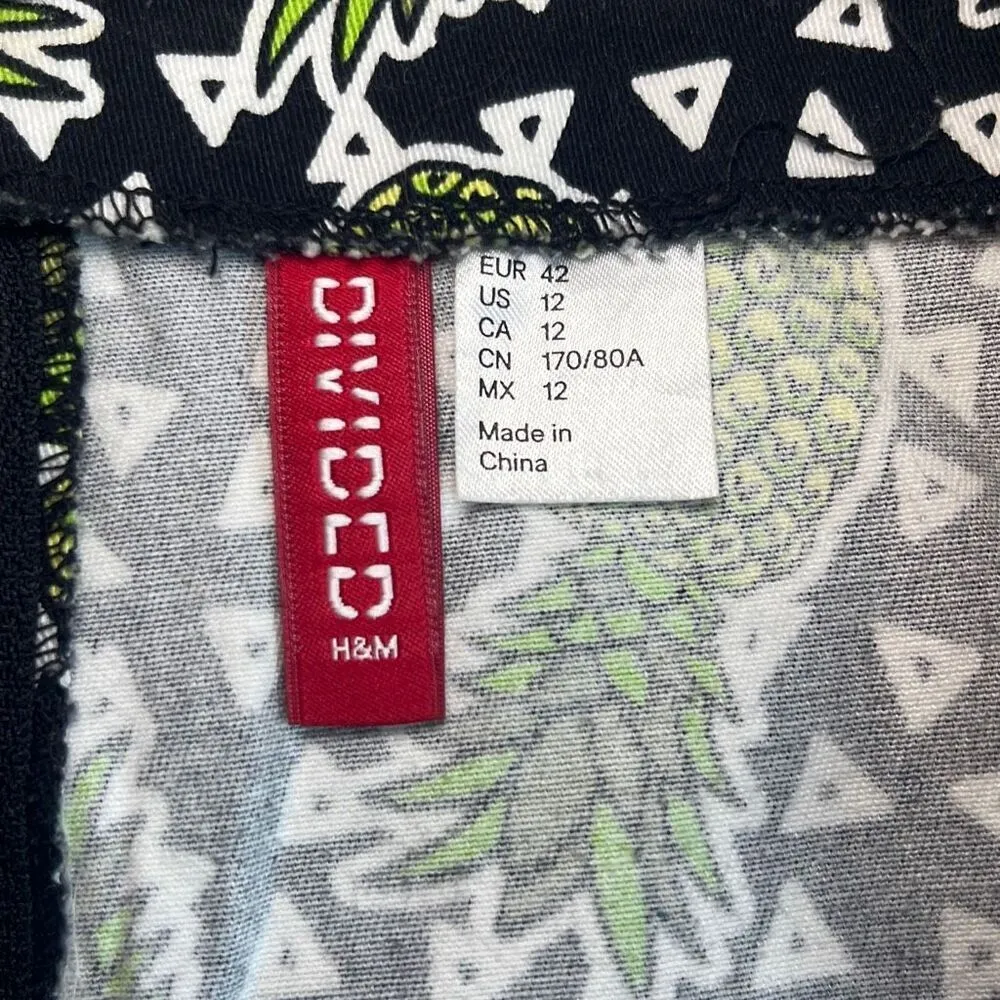 DIVIDED
H&M
EUR 42
US 12
CA 12
CN 170/80A
MX 12
Made in
China